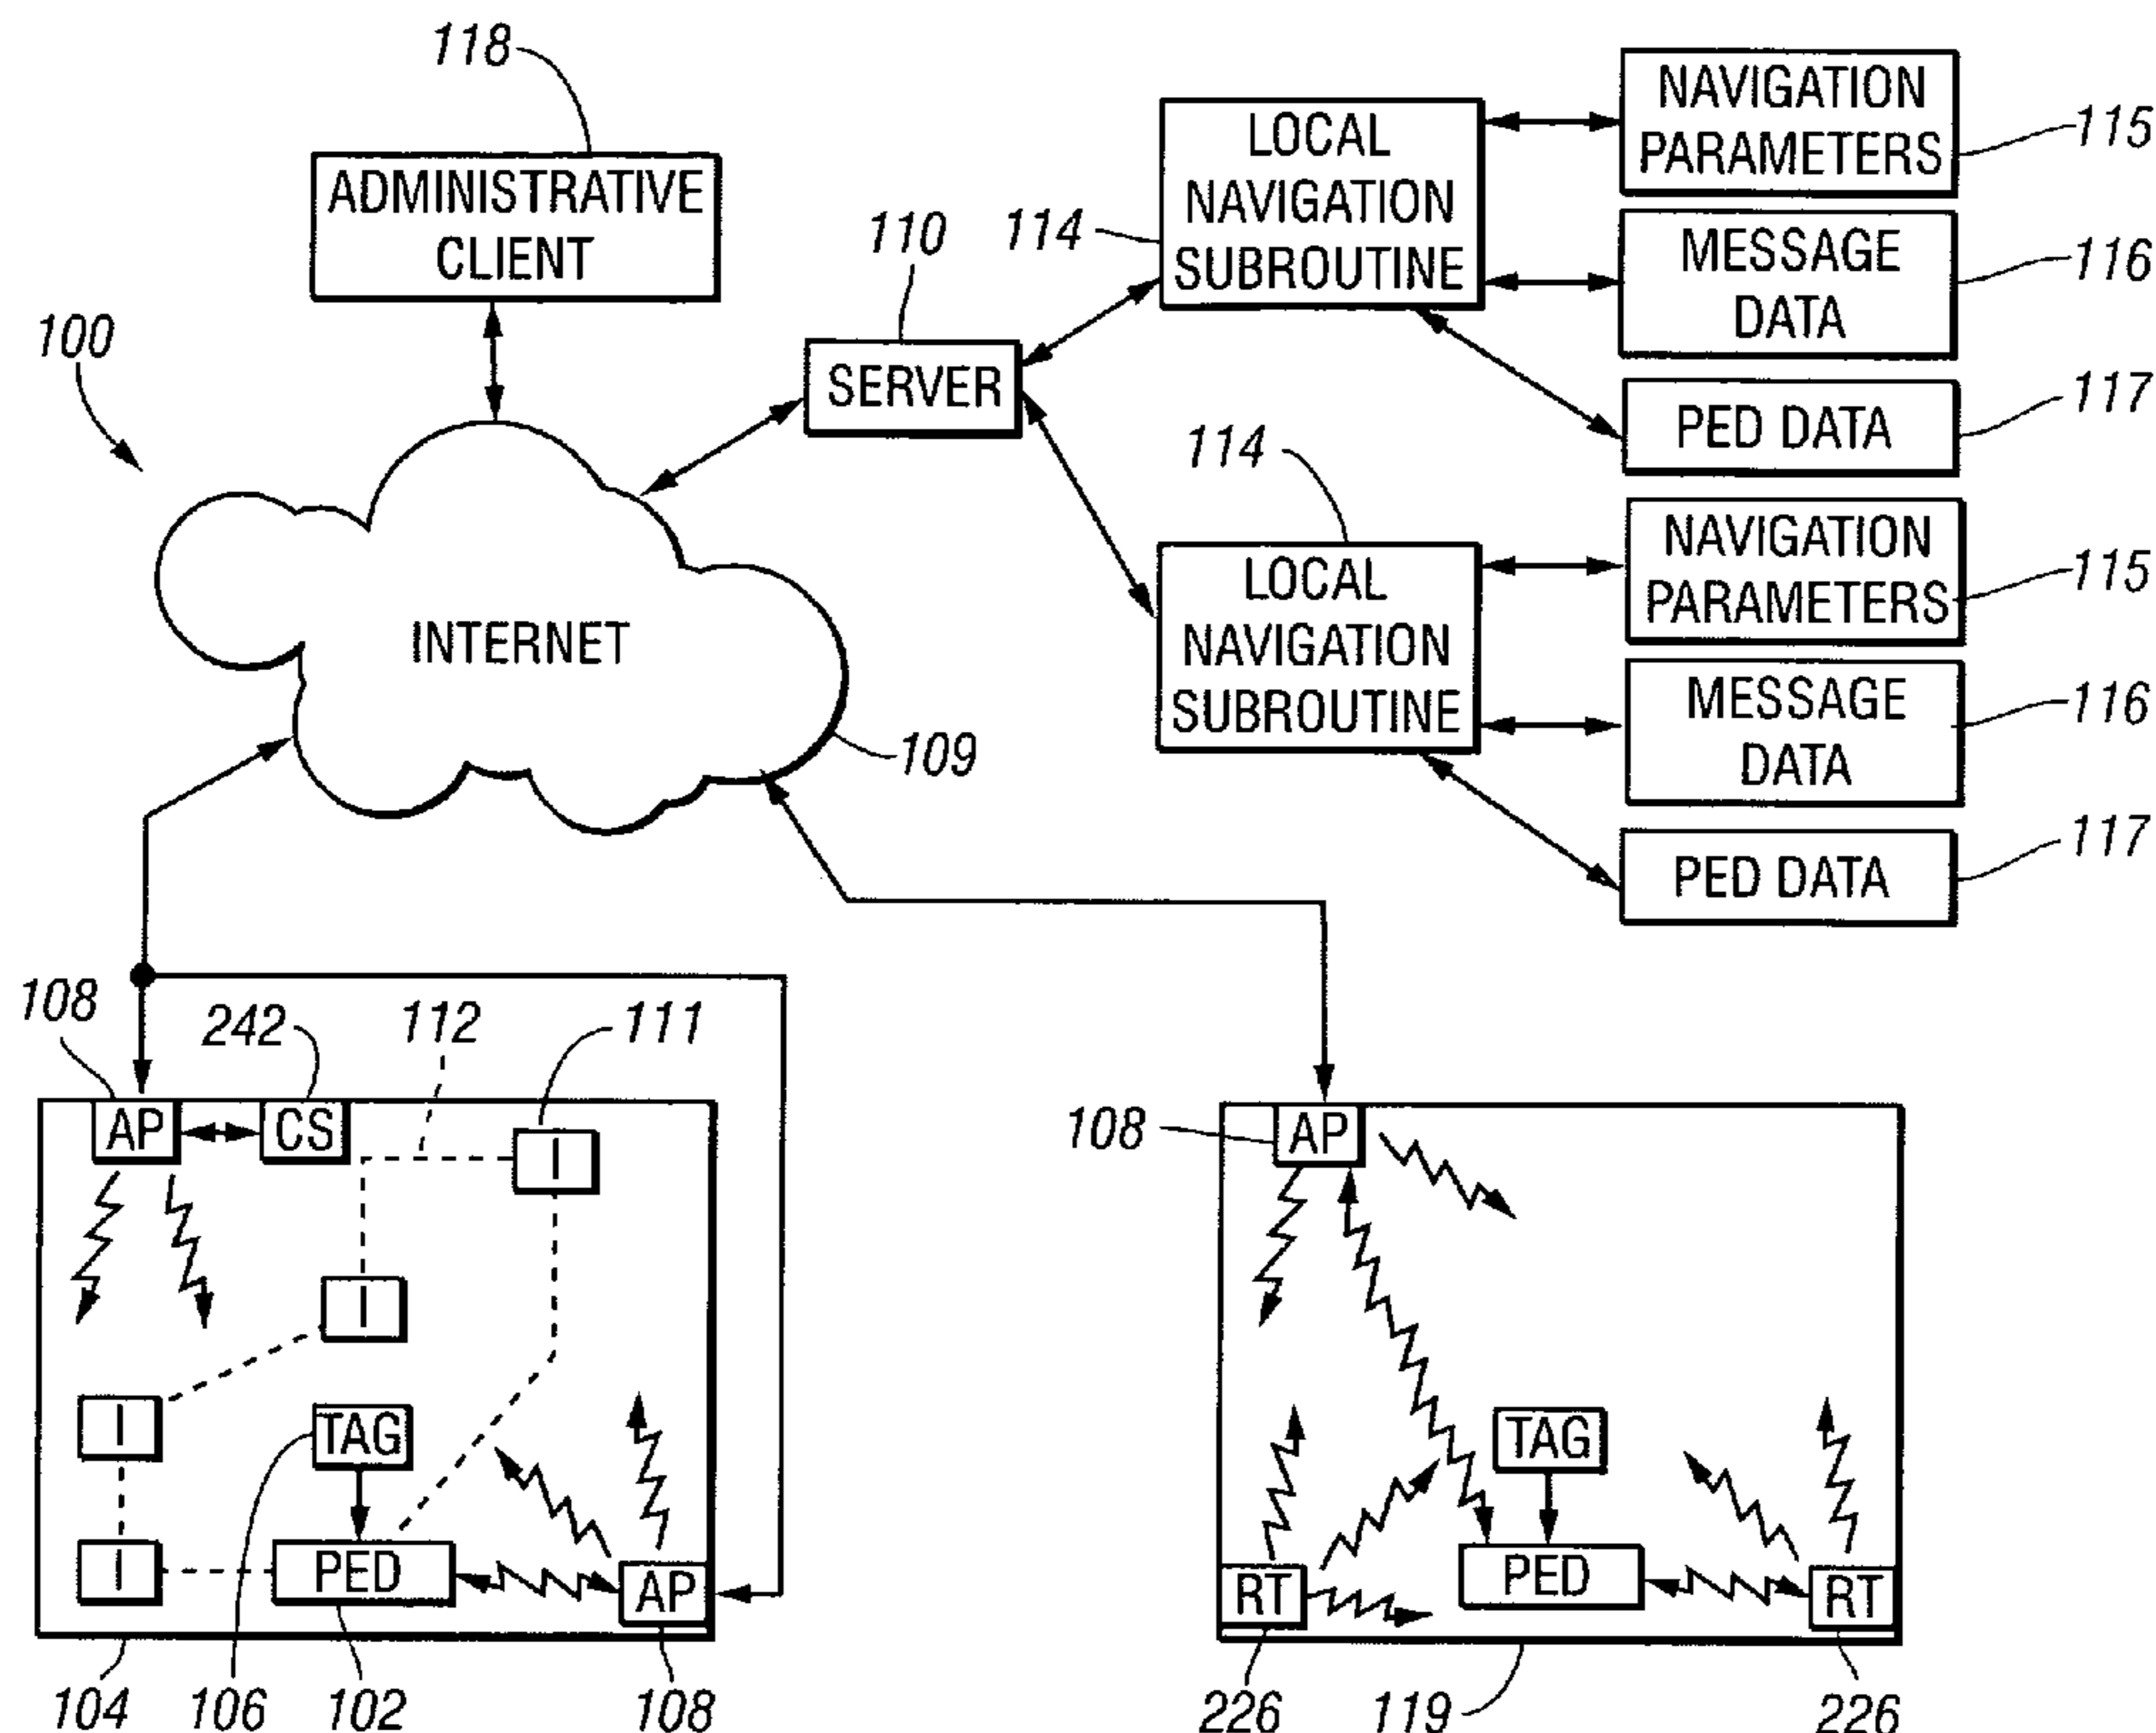 118
ADMINISTRATIVE
CLIENT
100
110
SERVER
114
LOCAL
NAVIGATION
SUBROUTINE
NAVIGATION
PARAMETERS
115
MESSAGE
DATA
116
PED DATA
117
INTERNET
109
114
LOCAL
NAVIGATION
SUBROUTINE
NAVIGATION
PARAMETERS
115
MESSAGE
DATA
116
PED DATA
117
108
242
112
111
AP
CS
I
I
I
TAG
I
PED
AP
104
106
102
108
108
AP
TAG
RT
PED
RT
226
119
226